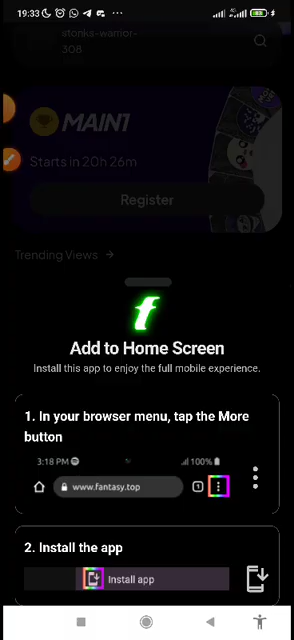 19:33
stonks-warrior-
308
MAIN1
Starts in 20h 26m
Register
Trending Views →
f
Add to Home Screen
Install this app to enjoy the full mobile experience.
1. In your browser menu, tap the More
button
3:18 PM 100%
www.fantasy.top 1
2. Install the app
Install app